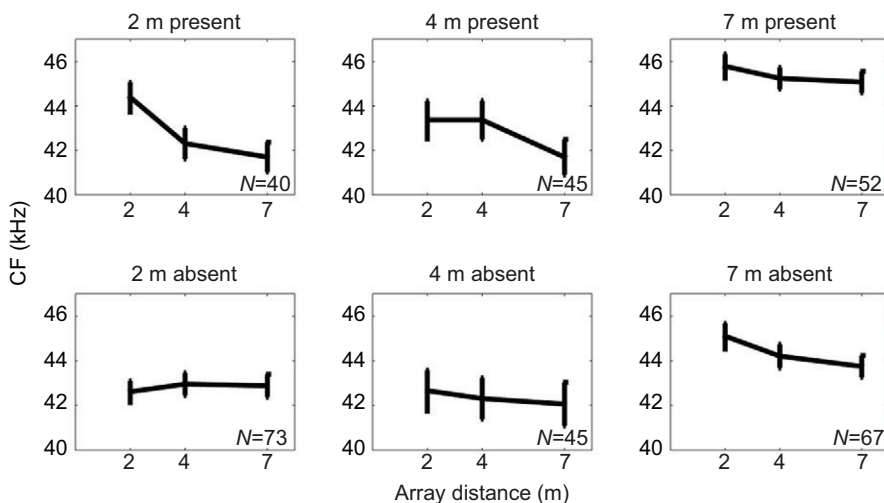 2 m present
4 m present
7 m present
46
44
42
40
N=40
2 4 7
46
44
42
40
N=45
2 4 7
46
44
42
40
N=52
2 4 7
CF (kHz)
2 m absent
4 m absent
7 m absent
46
44
42
40
N=73
2 4 7
46
44
42
40
N=45
2 4 7
46
44
42
40
N=67
2 4 7
Array distance (m)